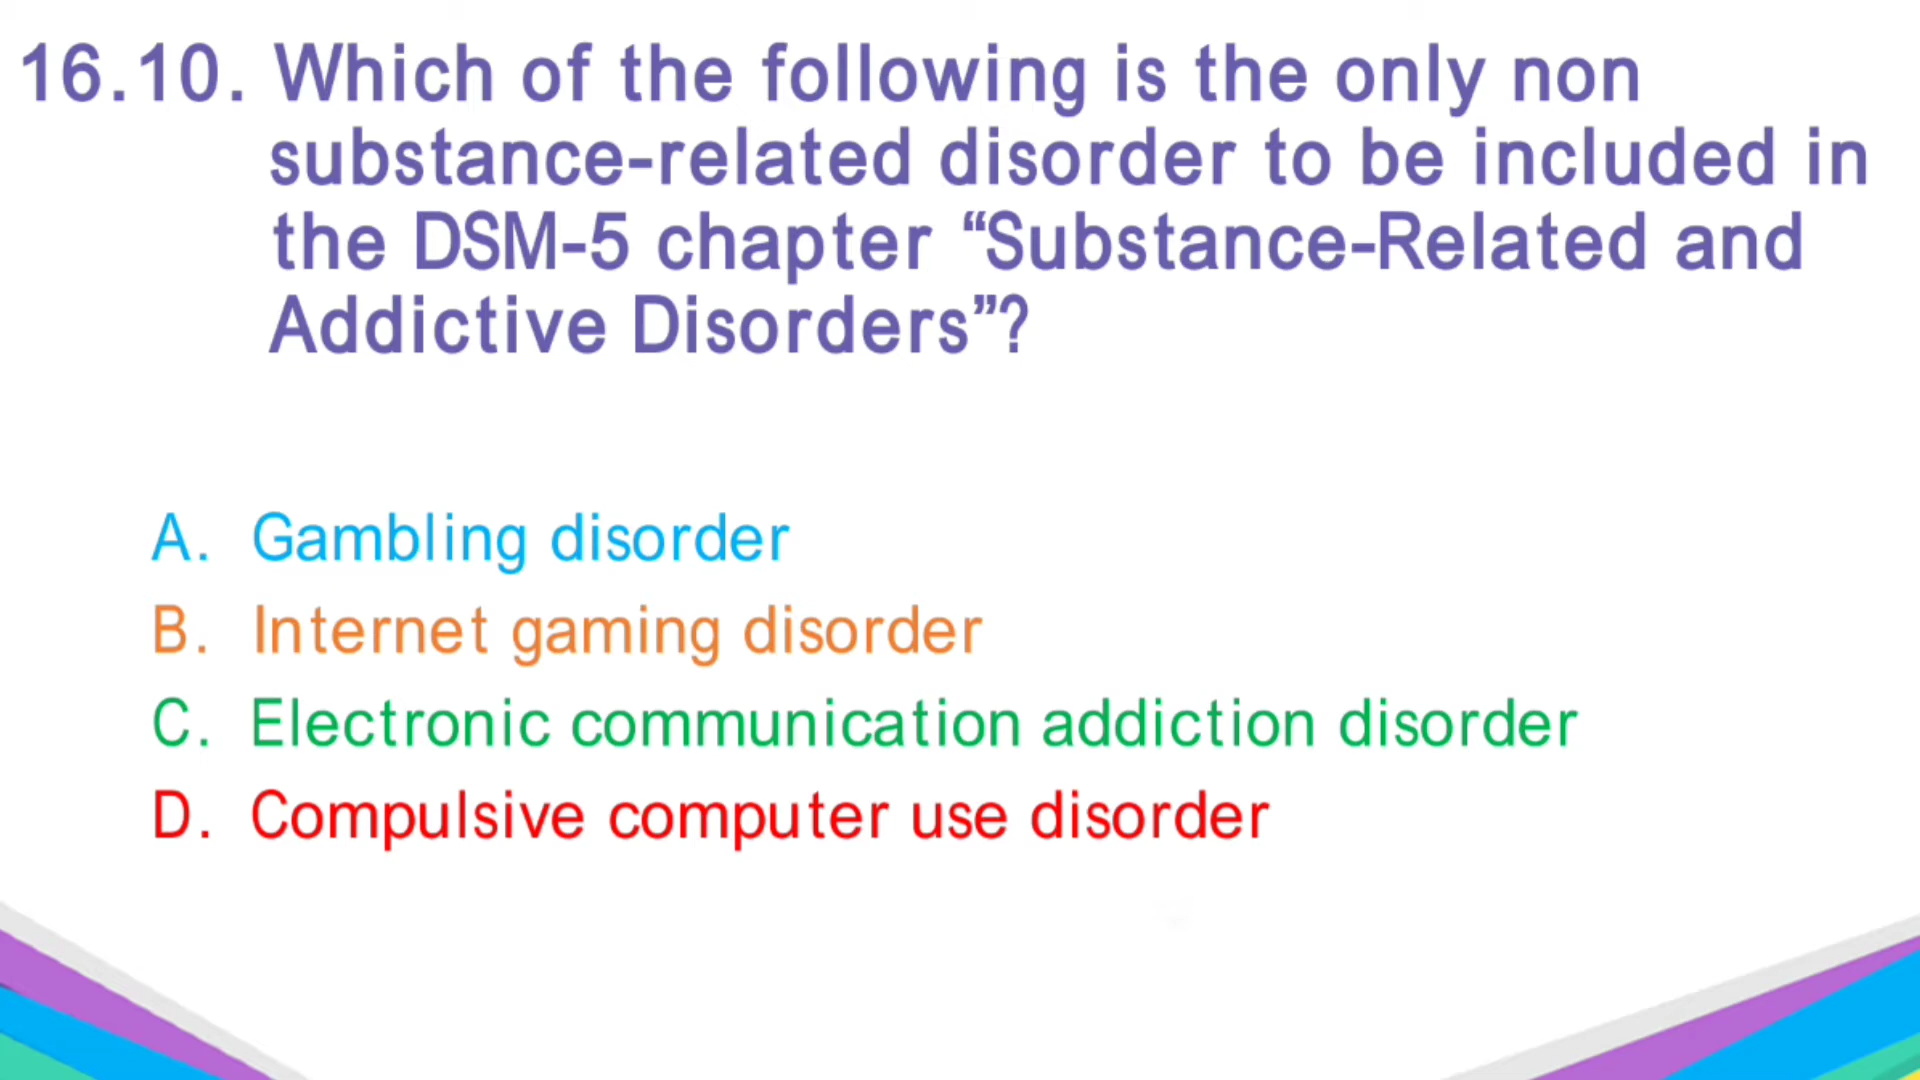 16.10. Which of the following is the only non
substance-related disorder to be included in
the DSM-5 chapter “Substance-Related and
Addictive Disorders”?
A. Gambling disorder
B. Internet gaming disorder
C. Electronic communication addiction disorder
D. Compulsive computer use disorder